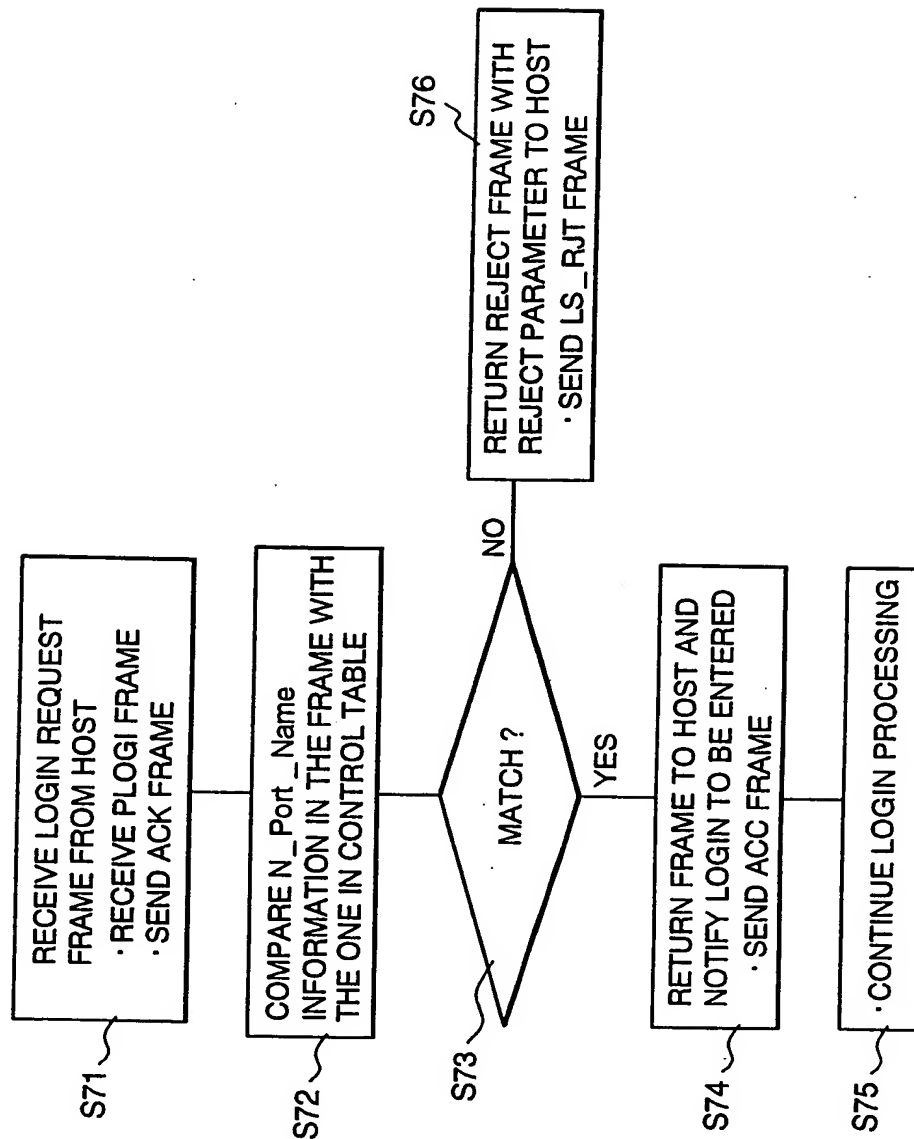 S71
RECEIVE LOGIN REQUEST
FRAME FROM HOST
· RECEIVE PLOGI FRAME
· SEND ACK FRAME
S72
COMPARE N_Port_Name
INFORMATION IN THE FRAME WITH
THE ONE IN CONTROL TABLE
S73
MATCH ?
NO
YES
S76
RETURN REJECT FRAME WITH
REJECT PARAMETER TO HOST
· SEND LS_RJT FRAME
S74
RETURN FRAME TO HOST AND
NOTIFY LOGIN TO BE ENTERED
· SEND ACC FRAME
S75
· CONTINUE LOGIN PROCESSING